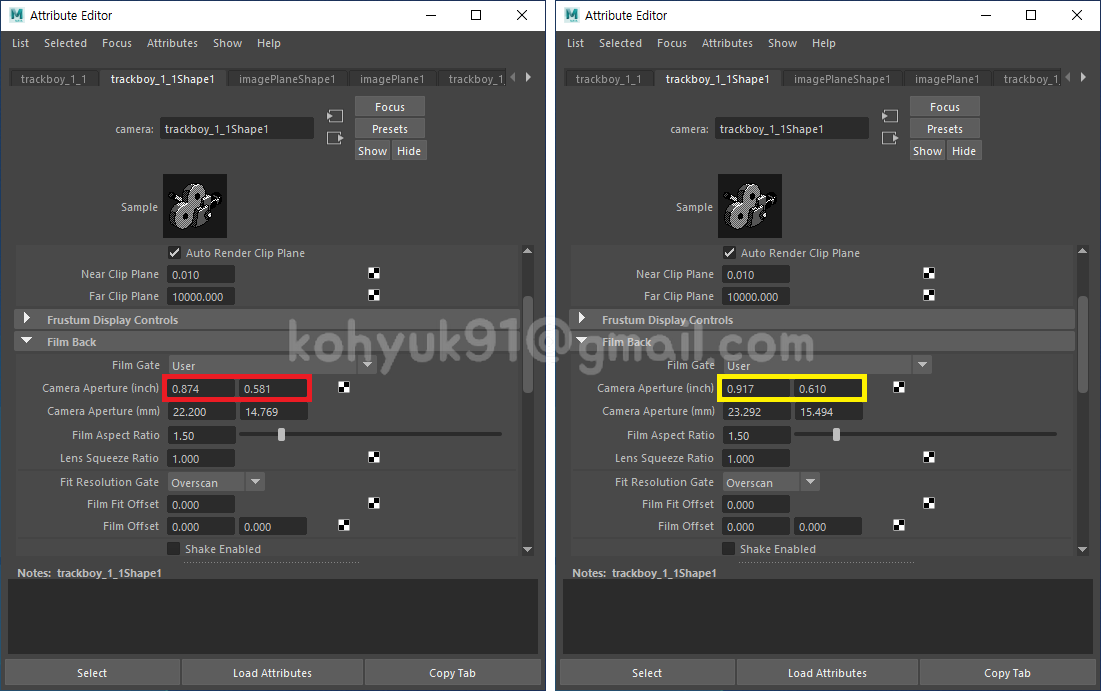 Attribute Editor
List Selected Focus Attributes Show Help
trackboy_1_1 trackboy_1_1Shape1 imagePlaneShape1 imagePlane1 trackboy_1
camera: trackboy_1_1Shape1
Focus
Presets
Show Hide
Sample
Auto Render Clip Plane
Near Clip Plane 0.010
Far Clip Plane 10000.000
Frustum Display Controls
Film Back
Film Gate User
Camera Aperture (inch) 0.874 0.581
Camera Aperture (mm) 22.200 14.769
Film Aspect Ratio 1.50
Lens Squeeze Ratio 1.000
Fit Resolution Gate Overscan
Film Fit Offset 0.000
Film Offset 0.000 0.000
Shake Enabled
Notes: trackboy_1_1Shape1
Select Load Attributes Copy Tab
Attribute Editor
List Selected Focus Attributes Show Help
trackboy_1_1 trackboy_1_1Shape1 imagePlaneShape1 imagePlane1 trackboy_1
camera: trackboy_1_1Shape1
Focus
Presets
Show Hide
Sample
Auto Render Clip Plane
Near Clip Plane 0.010
Far Clip Plane 10000.000
Frustum Display Controls
Film Back
Film Gate User
Camera Aperture (inch) 0.917 0.610
Camera Aperture (mm) 23.292 15.494
Film Aspect Ratio 1.50
Lens Squeeze Ratio 1.000
Fit Resolution Gate Overscan
Film Fit Offset 0.000
Film Offset 0.000 0.000
Shake Enabled
Notes: trackboy_1_1Shape1
Select Load Attributes Copy Tab
kohyuk91@gmail.com